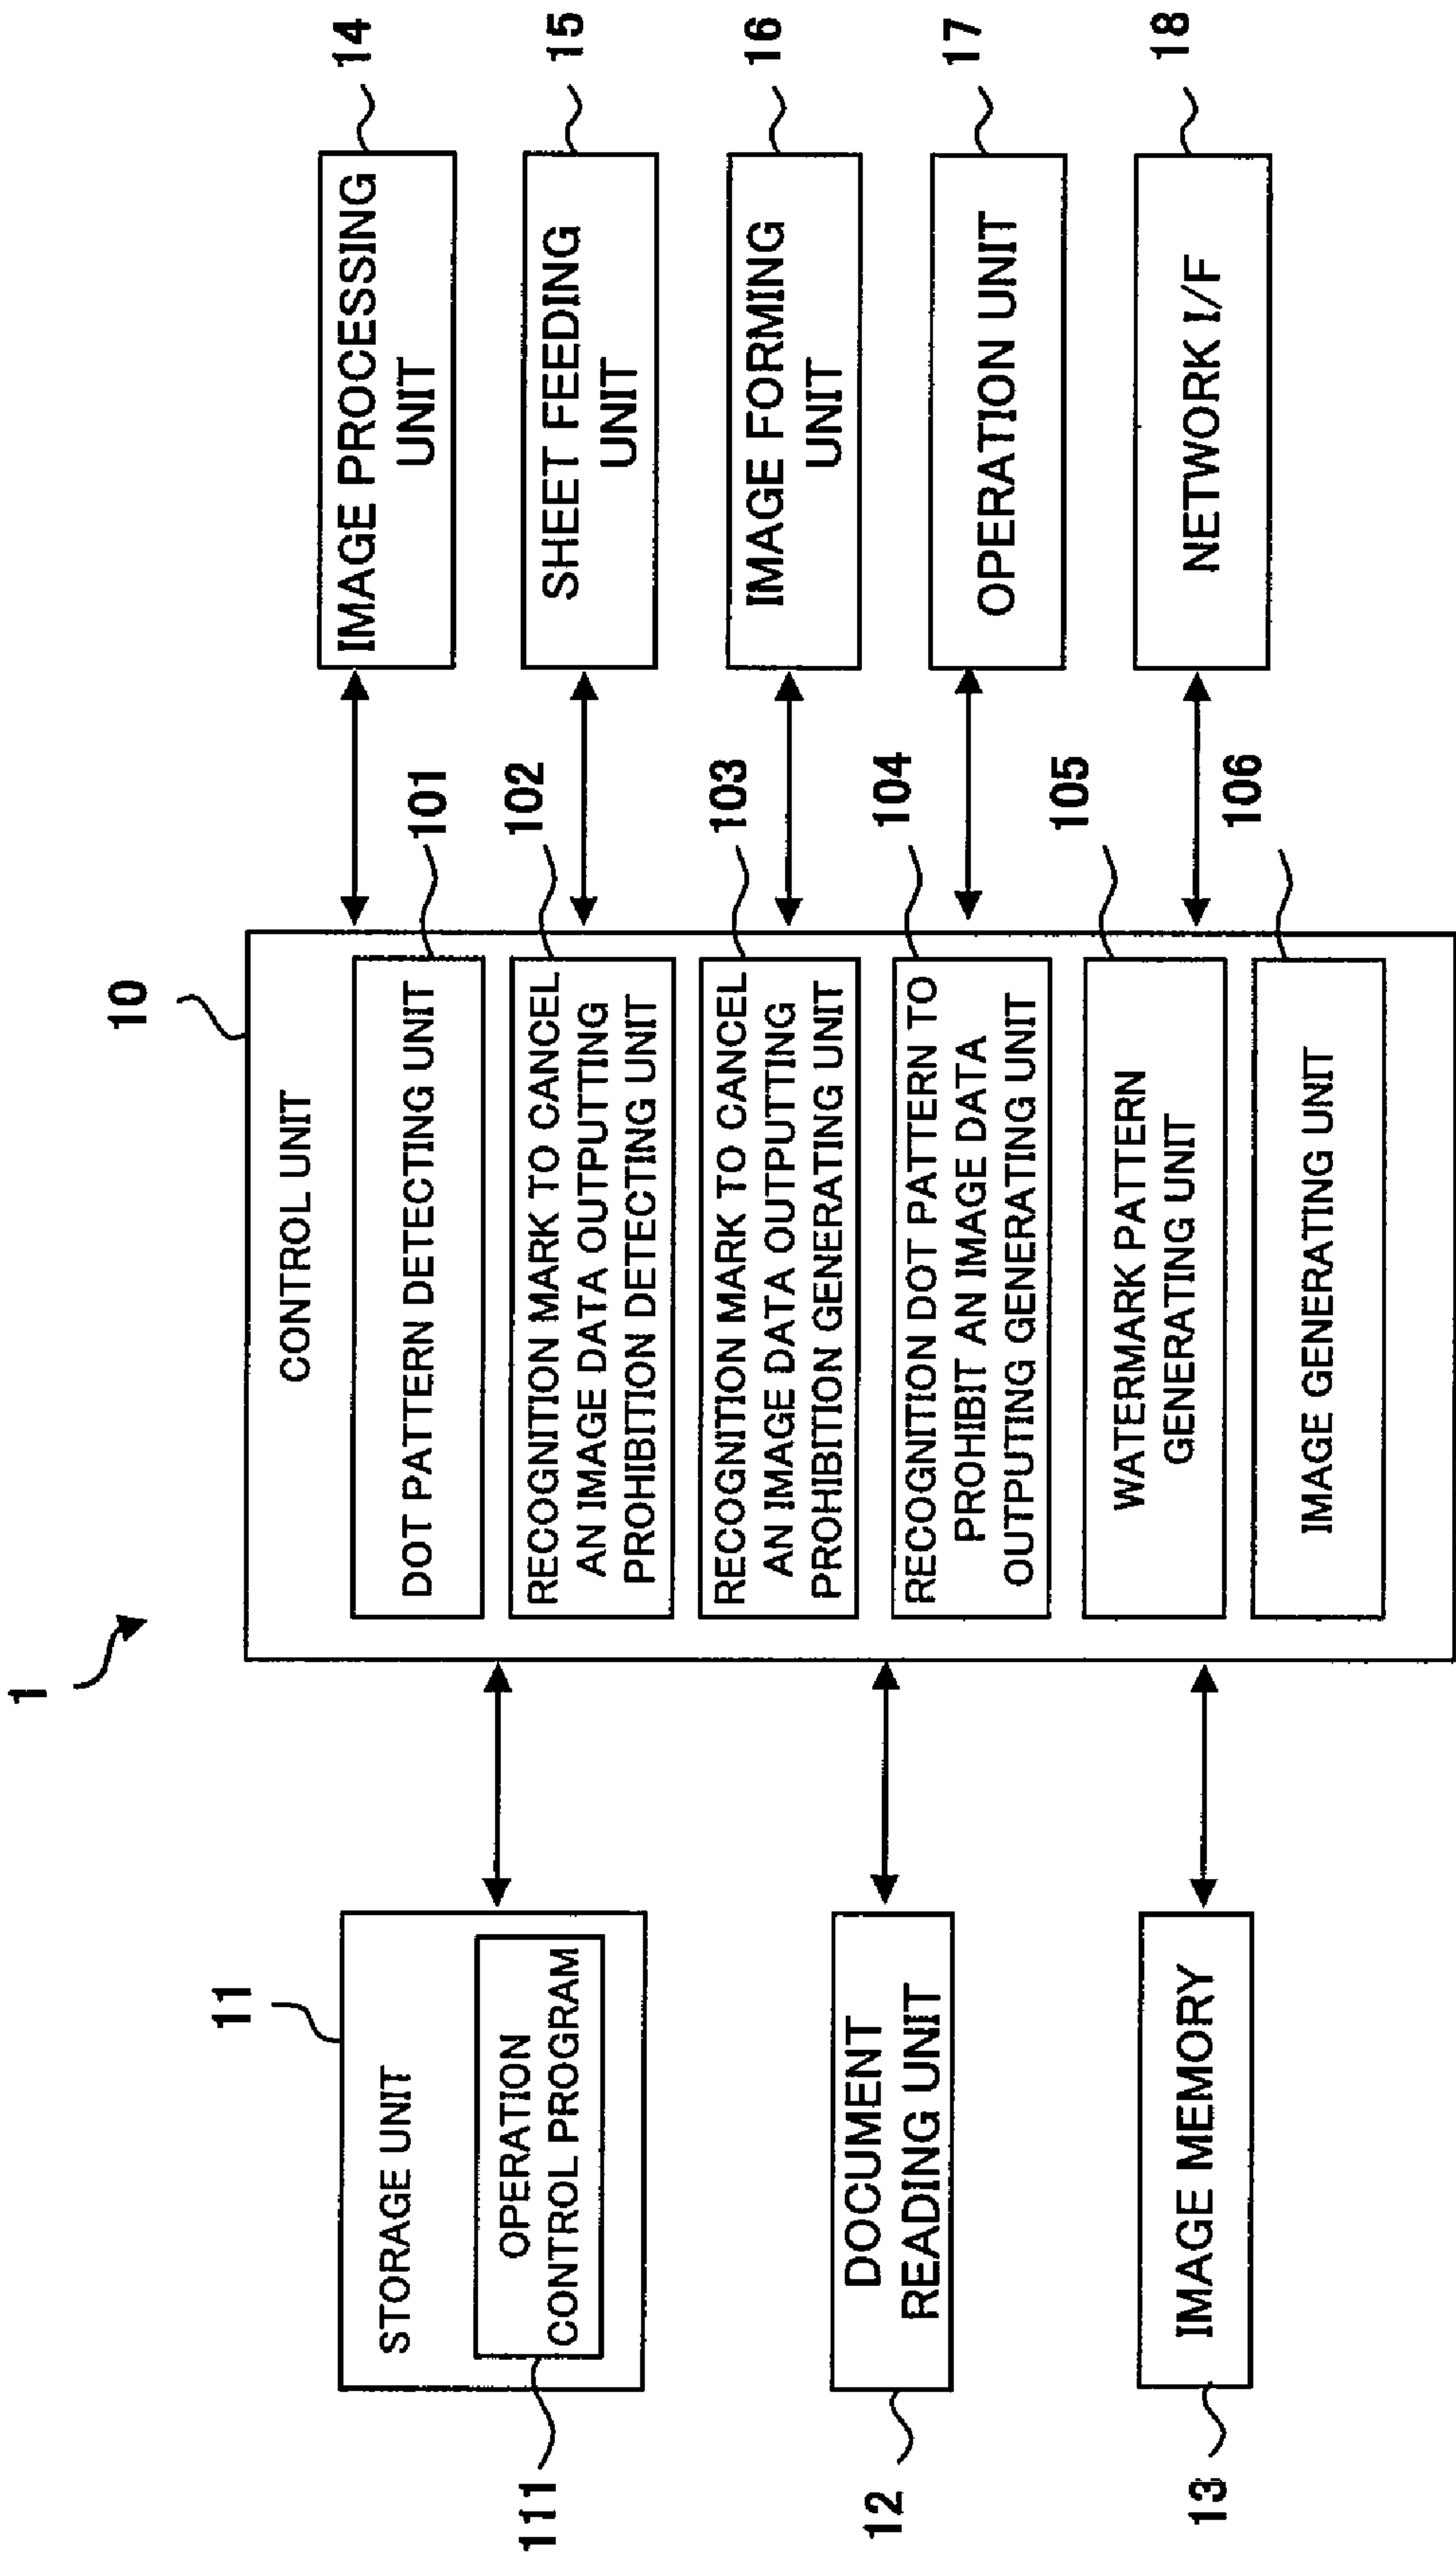 1
10
CONTROL UNIT
DOT PATTERN DETECTING UNIT
101
RECOGNITION MARK TO CANCEL
AN IMAGE DATA OUTPUTTING
PROHIBITION DETECTING UNIT
102
RECOGNITION MARK TO CANCEL
AN IMAGE DATA OUTPUTTING
PROHIBITION GENERATING UNIT
103
RECOGNITION DOT PATTERN TO
PROHIBIT AN IMAGE DATA
OUTPUTING GENERATING UNIT
104
WATERMARK PATTERN
GENERATING UNIT
105
IMAGE GENERATING UNIT
106
11
STORAGE UNIT
OPERATION
CONTROL PROGRAM
111
DOCUMENT
READING UNIT
12
IMAGE MEMORY
13
IMAGE PROCESSING
UNIT
14
SHEET FEEDING
UNIT
15
IMAGE FORMING
UNIT
16
OPERATION UNIT
17
NETWORK I/F
18